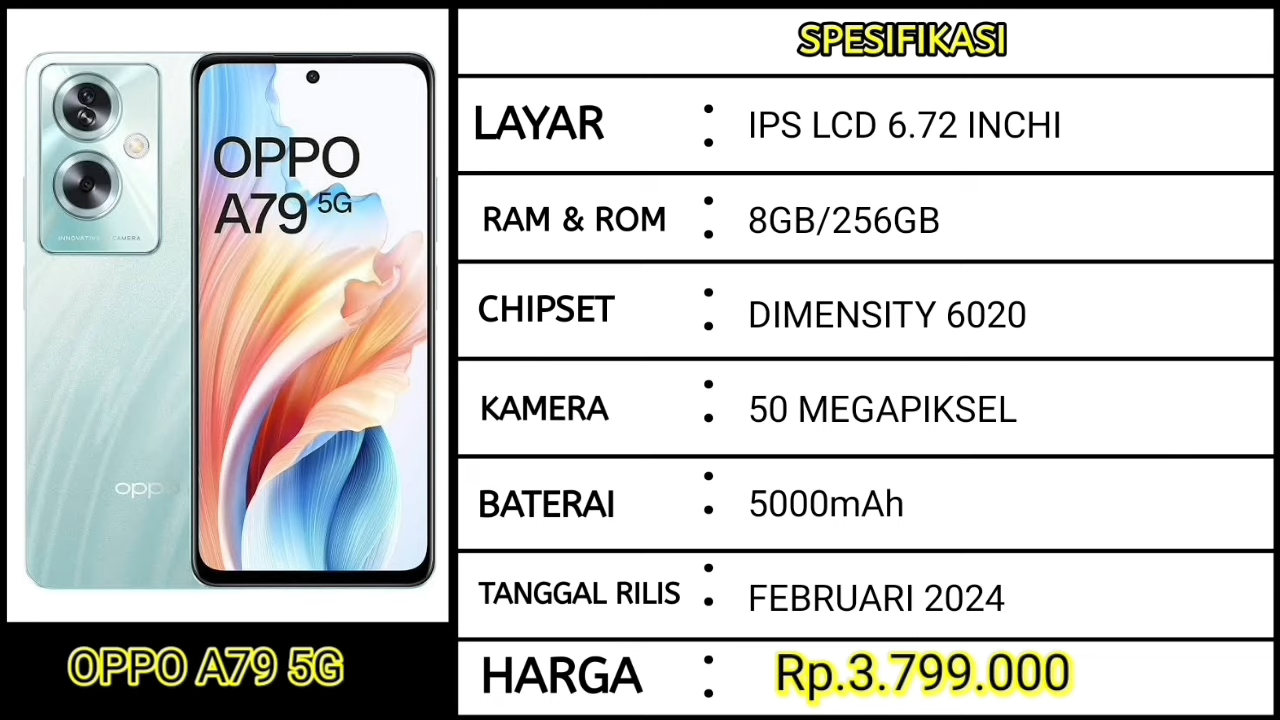 SPESIFIKASI
OPPO
A79 5G
INNOVATIVE CAMERA
oppo
OPPO A79 5G
LAYAR : IPS LCD 6.72 INCHI
RAM & ROM : 8GB/256GB
CHIPSET : DIMENSITY 6020
KAMERA : 50 MEGAPIKSEL
BATERAI : 5000mAh
TANGGAL RILIS : FEBRUARI 2024
HARGA : Rp.3.799.000